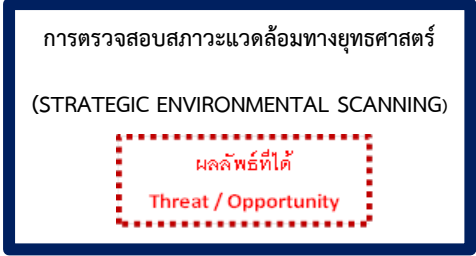 การตรวจสอบสภาวะแวดล้อมทางยุทธศาสตร์
(STRATEGIC ENVIRONMENTAL SCANNING)
ผลลัพธ์ที่ได้
Threat / Opportunity